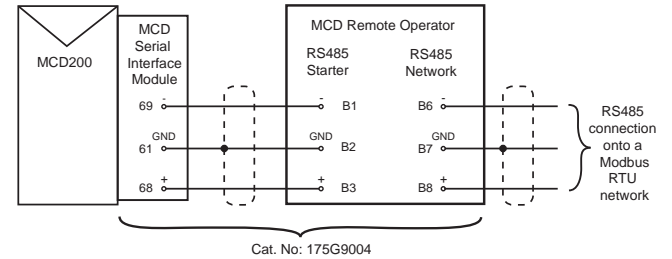 MCD200
MCD
Serial
Interface
Module
69 -
61 GND
68 +
MCD Remote Operator
RS485
Starter
RS485
Network
- B1
GND B2
+ B3
B6 -
B7 GND
B8 +
RS485
connection
onto a
Modbus
RTU
network
Cat. No: 175G9004